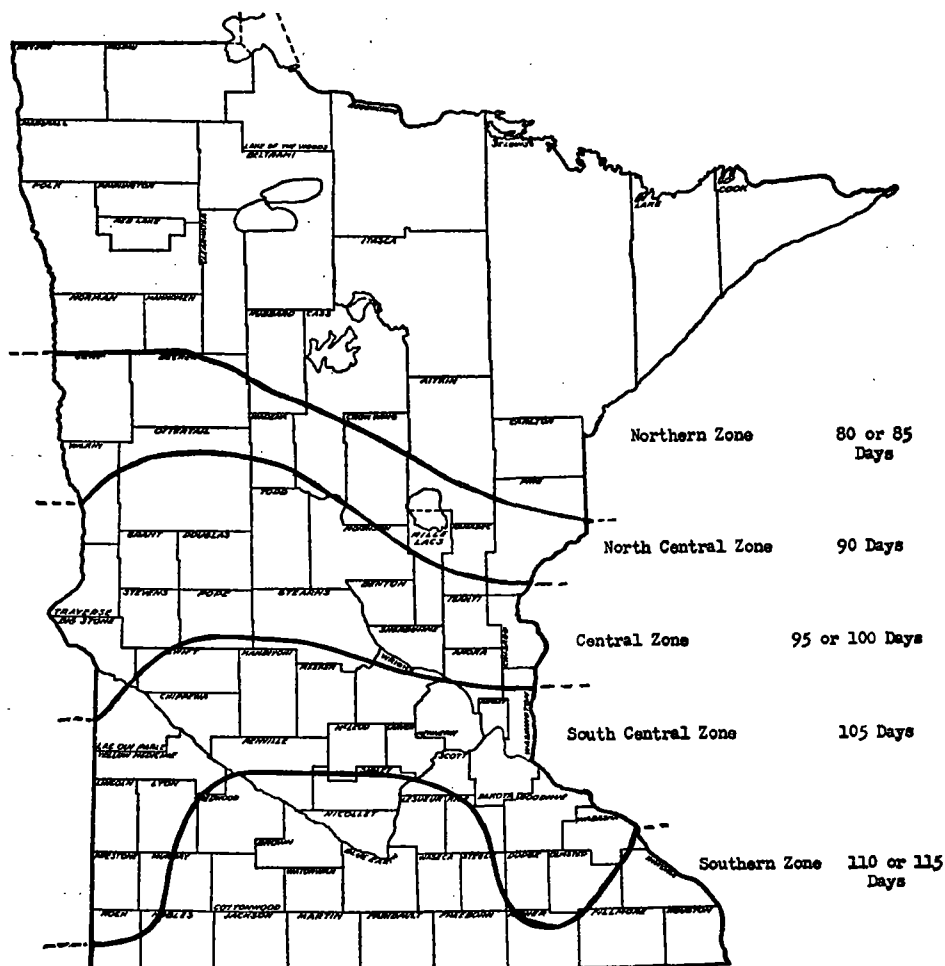 KITTSON
ROSEAU
MARSHALL
LAKE OF THE WOODS
BELTRAMI
ST LOUIS
COOK
LAKE
POLK
PENNINGTON
RED LAKE
CLEARWATER
ITASCA
NORMAN
MAHNOMEN
HUBBARD
CASS
CLAY
BECKER
AITKIN
WADENA
CROW WING
CARLTON
Northern Zone 80 or 85
Days
OTTERTAIL
WILKIN
PINE
TODD
MORRISON
MILLE
LACS
KANABEC
GRANT
DOUGLAS
North Central Zone 90 Days
STEVENS
POPE
STEARNS
BENTON
ISANTI
TRAVERSE
BIG STONE
SHERBURNE
CHISAGO
Central Zone 95 or 100 Days
SWIFT
KANDIYOHI
MEEKER
WRIGHT
ANOKA
CHIPPEWA
RAMSEY
WASHINGTON
LAC QUI PARLE
YELLOW MEDICINE
RENVILLE
McLEOD
CARVER
HENNEPIN
South Central Zone 105 Days
SCOTT
LINCOLN
LYON
REDWOOD
SIBLEY
NICOLLET
LESUEUR
RICE
DAKOTA
GOODHUE
WABASHA
BROWN
BLUE EARTH
WASECA
STEELE
DODGE
OLMSTED
WINONA
PIPESTONE
MURRAY
WATONWAN
Southern Zone 110 or 115
Days
COTTONWOOD
ROCK
NOBLES
JACKSON
MARTIN
FARIBAULT
FREEBORN
MOWER
FILLMORE
HOUSTON